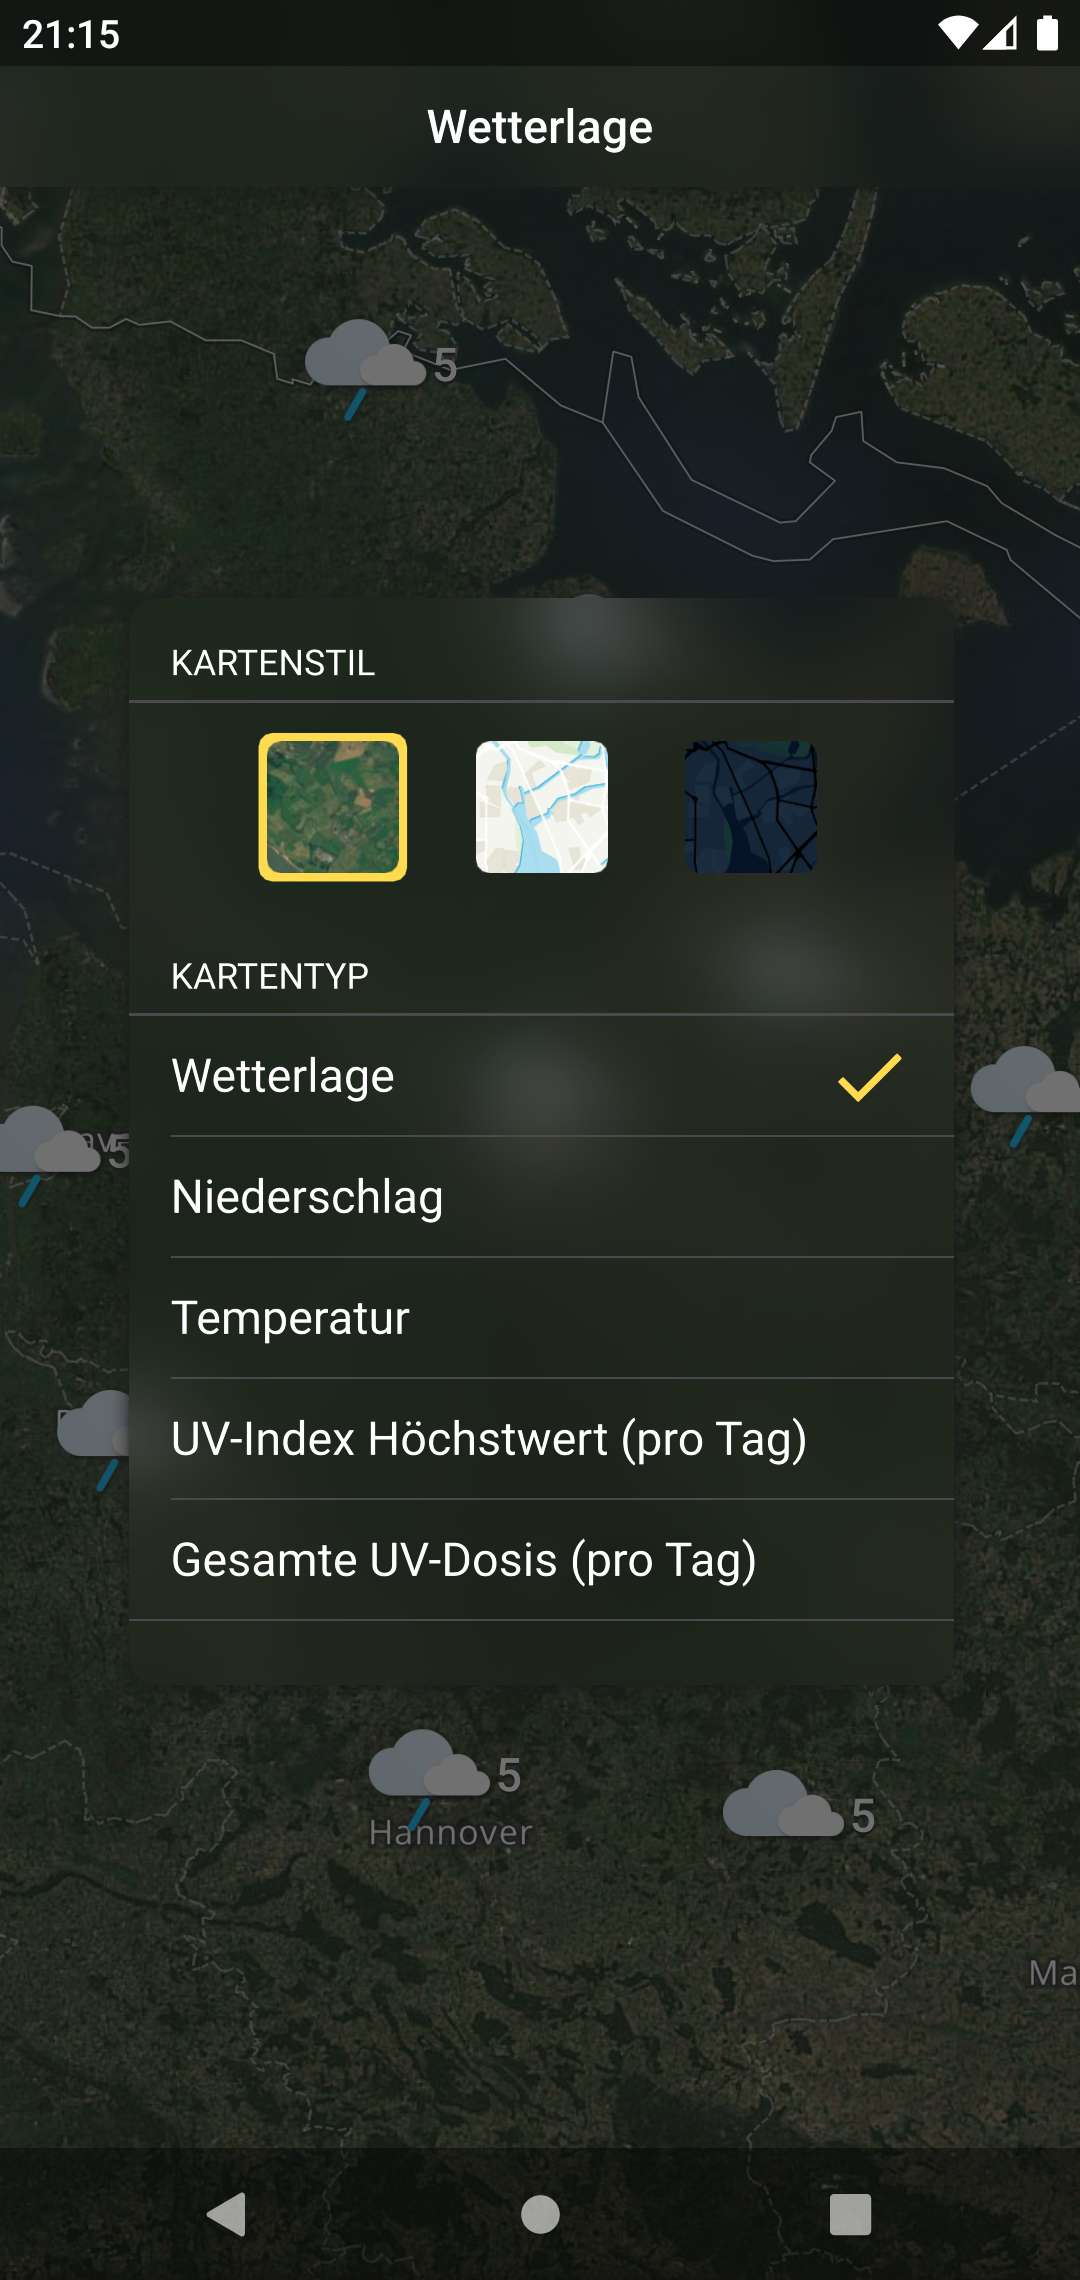 21:15
Wetterlage
5
KARTENSTIL
KARTENTYP
Wetterlage
5
Niederschlag
Temperatur
UV-Index Höchstwert (pro Tag)
Gesamte UV-Dosis (pro Tag)
5
Hannover
5
Ma